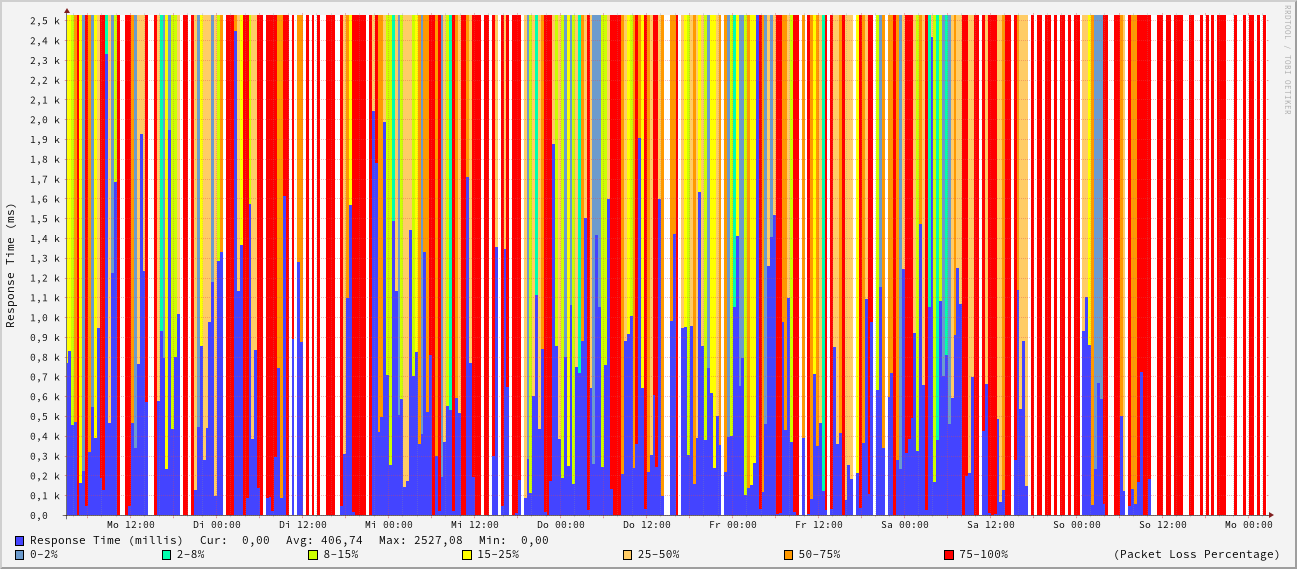 RRDTOOL / TOBI OETIKER
Response Time (ms)
2,5 k
2,4 k
2,3 k
2,2 k
2,1 k
2,0 k
1,9 k
1,8 k
1,7 k
1,6 k
1,5 k
1,4 k
1,3 k
1,2 k
1,1 k
1,0 k
0,9 k
0,8 k
0,7 k
0,6 k
0,5 k
0,4 k
0,3 k
0,2 k
0,1 k
0,0
Mo 12:00 Di 00:00 Di 12:00 Mi 00:00 Mi 12:00 Do 00:00 Do 12:00 Fr 00:00 Fr 12:00 Sa 00:00 Sa 12:00 So 00:00 So 12:00 Mo 00:00
Response Time (millis) Cur: 0,00 Avg: 406,74 Max: 2527,08 Min: 0,00
0-2% 2-8% 8-15% 15-25% 25-50% 50-75% 75-100% (Packet Loss Percentage)